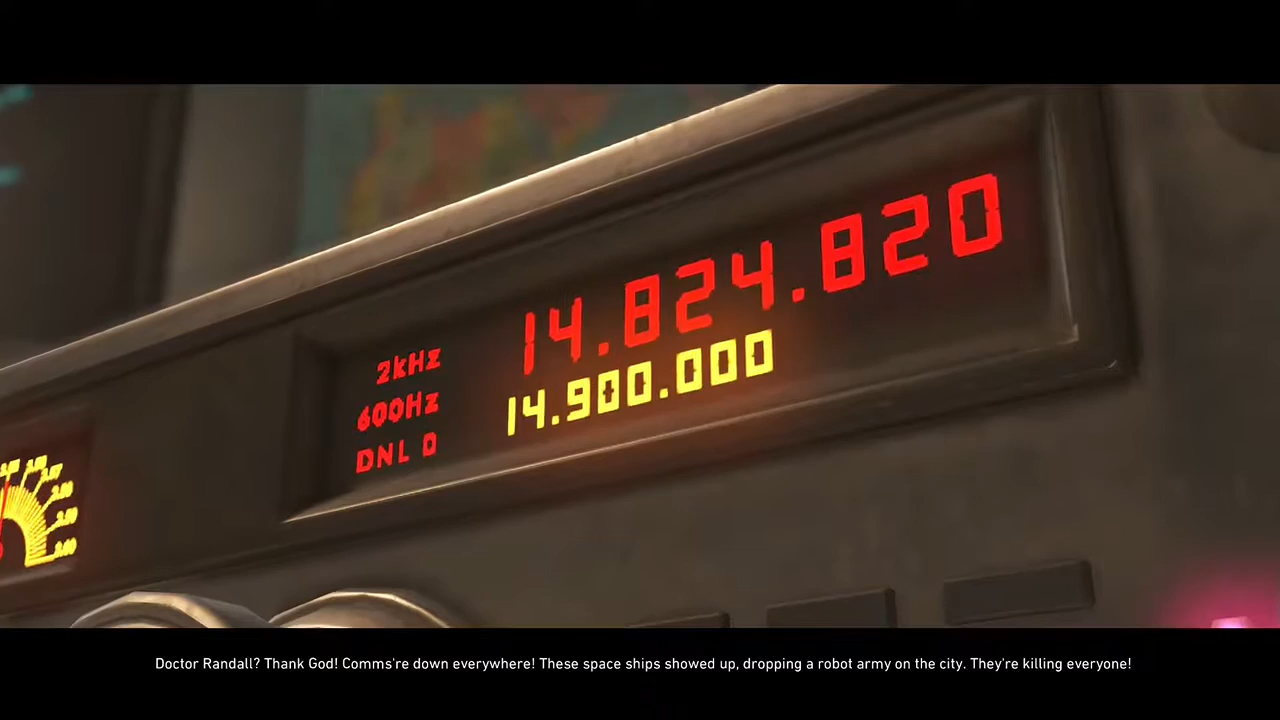 14.824.820
2kHz
14.900.000
600Hz
DNL 0
Doctor Randall? Thank God! Comms're down everywhere! These space ships showed up, dropping a robot army on the city. They're killing everyone!